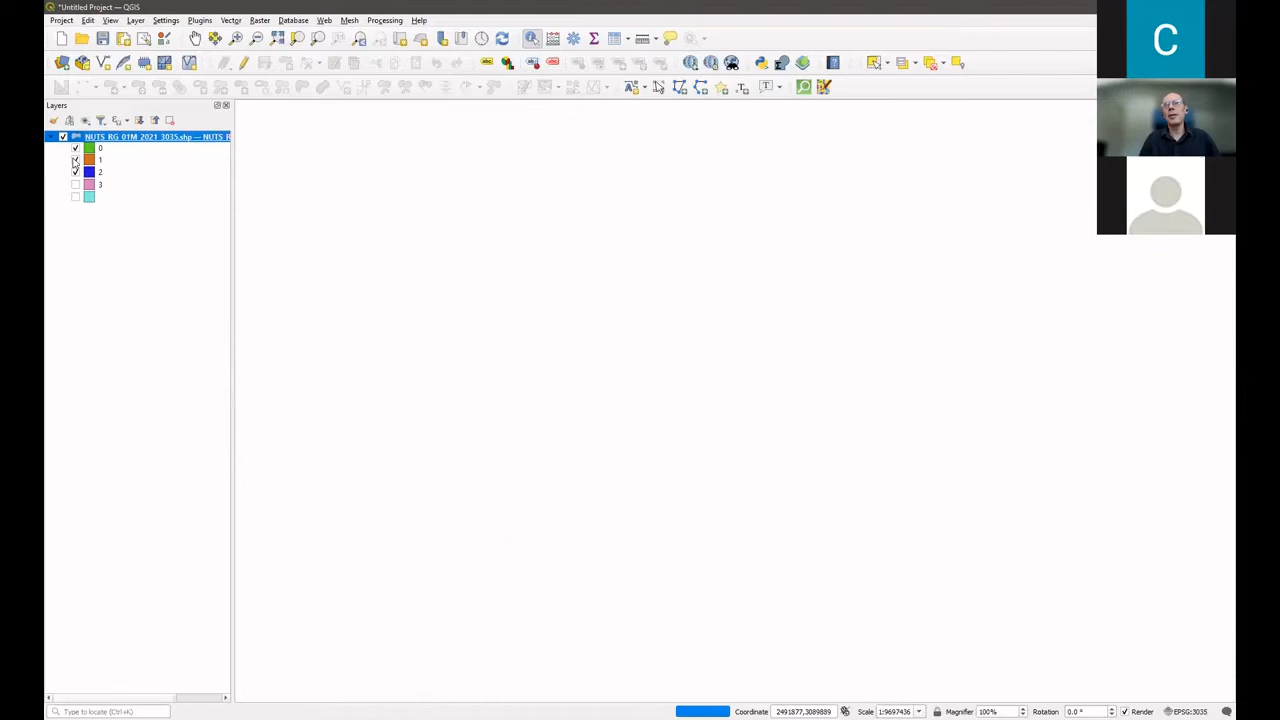 *Untitled Project — QGIS
Project Edit View Layer Settings Plugins Vector Raster Database Web Mesh Processing Help
C
Layers
NUTS_RG_01M_2021_3035.shp — NUTS_R
0
1
2
3
Type to locate (Ctrl+K)
Coordinate 2491877,3089889 Scale 1:9697436 Magnifier 100% Rotation 0.0 ° Render EPSG:3035